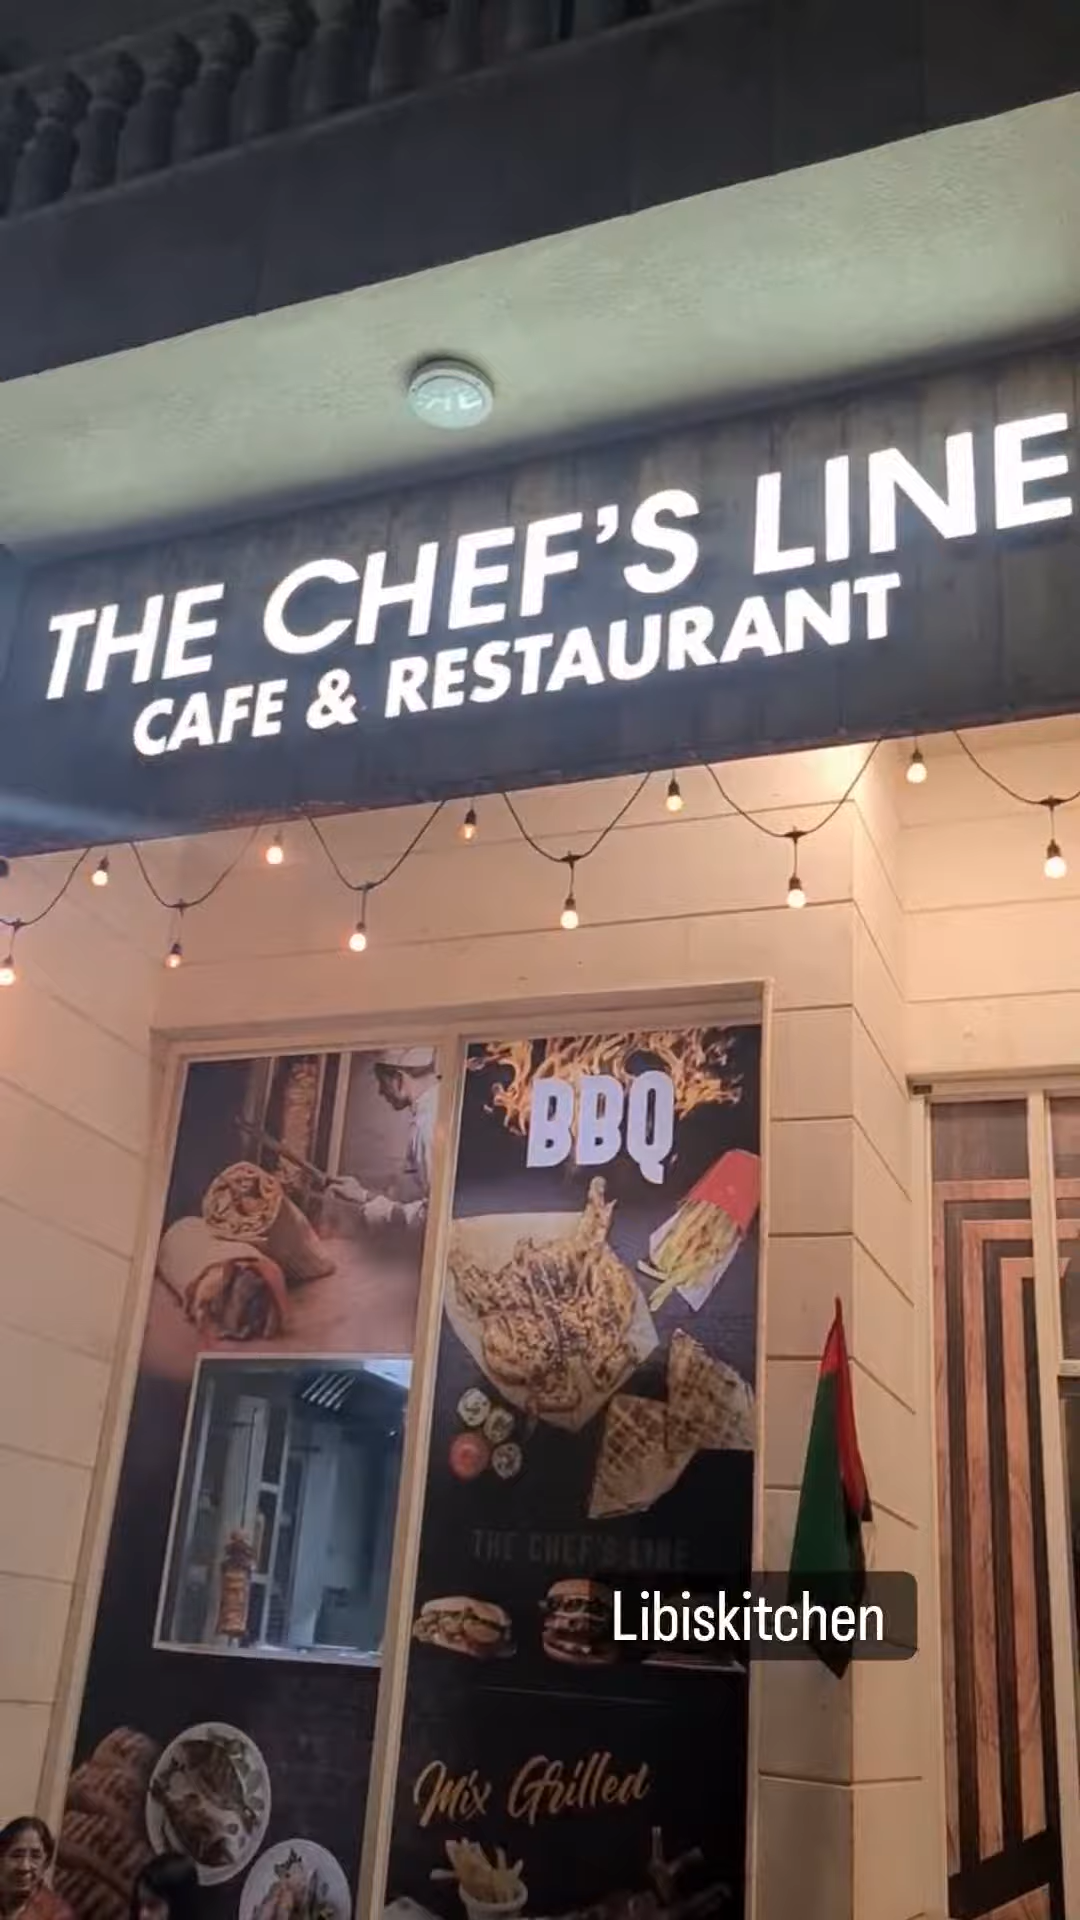 THE CHEF'S LINE
CAFE & RESTAURANT
BBQ
THE CHEF'S LINE
Libiskitchen
Mix Grilled